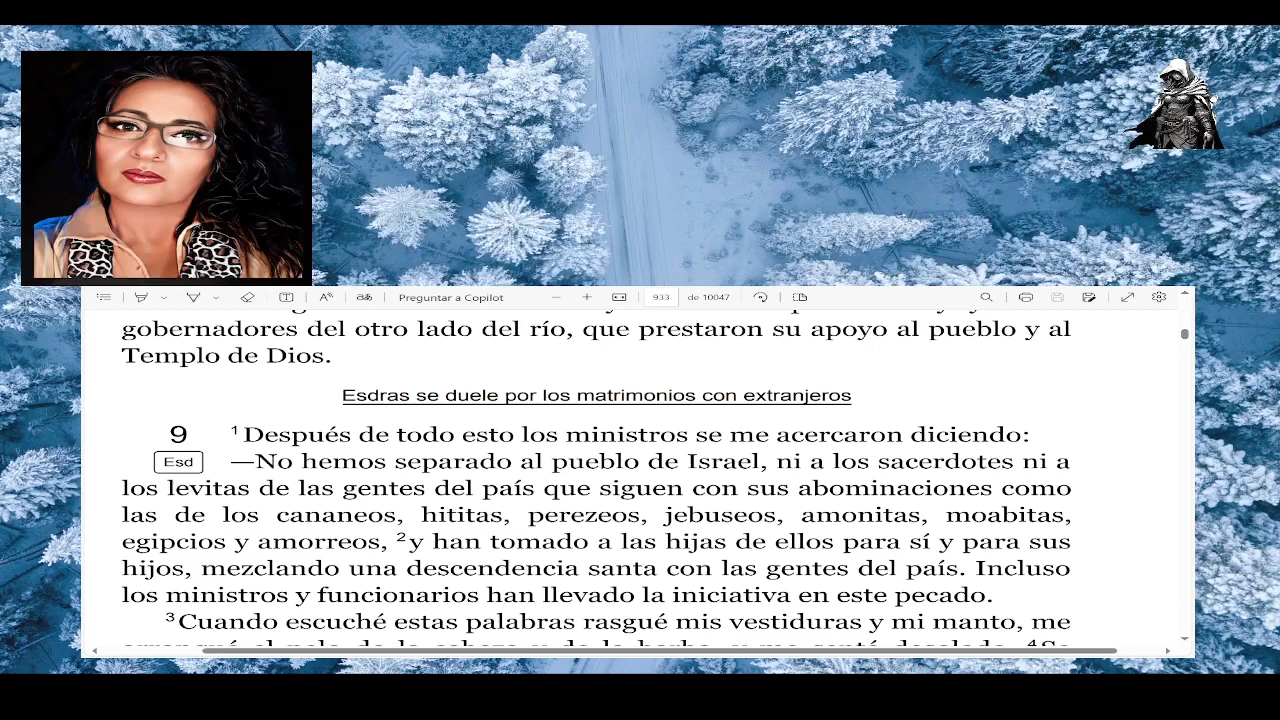 Preguntar a Copilot
933
de 10047
gobernadores del otro lado del río, que prestaron su apoyo al pueblo y al
Templo de Dios.
Esdras se duele por los matrimonios con extranjeros
9 ¹Después de todo esto los ministros se me acercaron diciendo:
Esd —No hemos separado al pueblo de Israel, ni a los sacerdotes ni a
los levitas de las gentes del país que siguen con sus abominaciones como
las de los cananeos, hititas, perezeos, jebuseos, amonitas, moabitas,
egipcios y amorreos, ²y han tomado a las hijas de ellos para sí y para sus
hijos, mezclando una descendencia santa con las gentes del país. Incluso
los ministros y funcionarios han llevado la iniciativa en este pecado.
³Cuando escuché estas palabras rasgué mis vestiduras y mi manto, me